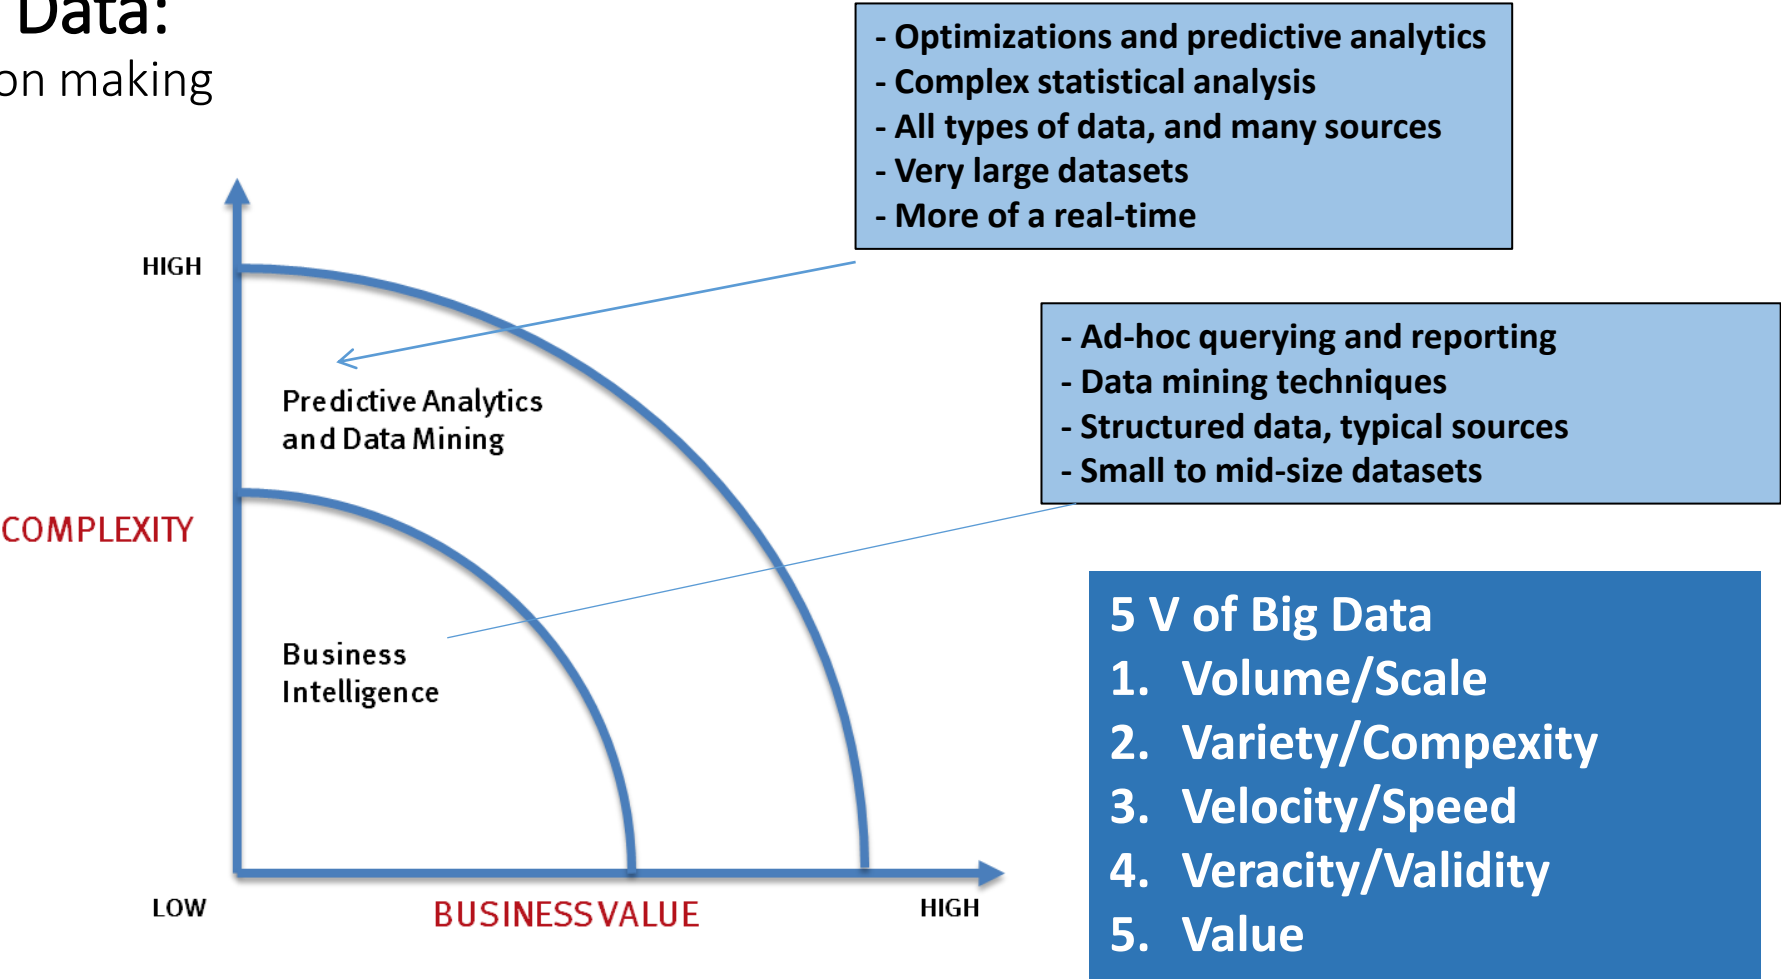 Data:
on making
- Optimizations and predictive analytics
- Complex statistical analysis
- All types of data, and many sources
- Very large datasets
- More of a real-time
HIGH
- Ad-hoc querying and reporting
- Data mining techniques
- Structured data, typical sources
- Small to mid-size datasets
Predictive Analytics
and Data Mining
COMPLEXITY
Business
Intelligence
LOW
BUSINESS VALUE
HIGH
5 V of Big Data
1. Volume/Scale
2. Variety/Compexity
3. Velocity/Speed
4. Veracity/Validity
5. Value